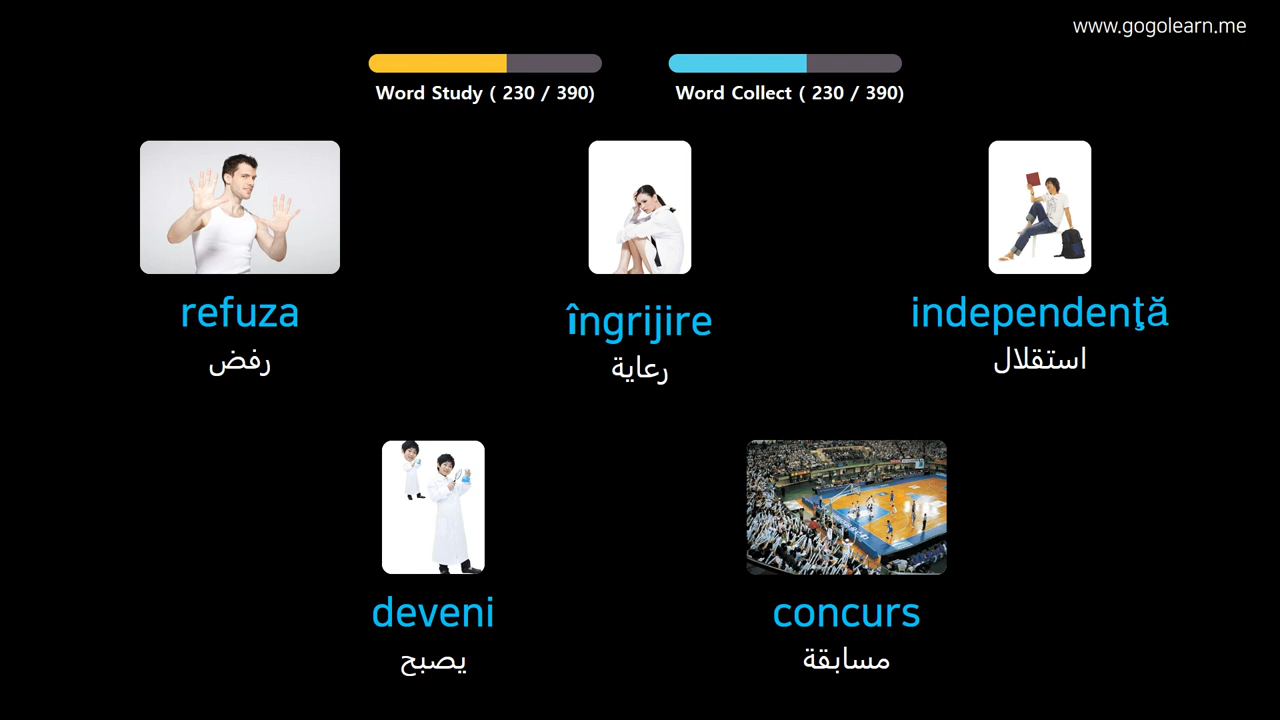 www.gogolearn.me
Word Study ( 230 / 390)
Word Collect ( 230 / 390)
refuza
رفض
îngrijire
رعاية
independenţă
استقلال
deveni
يصبح
concurs
مسابقة